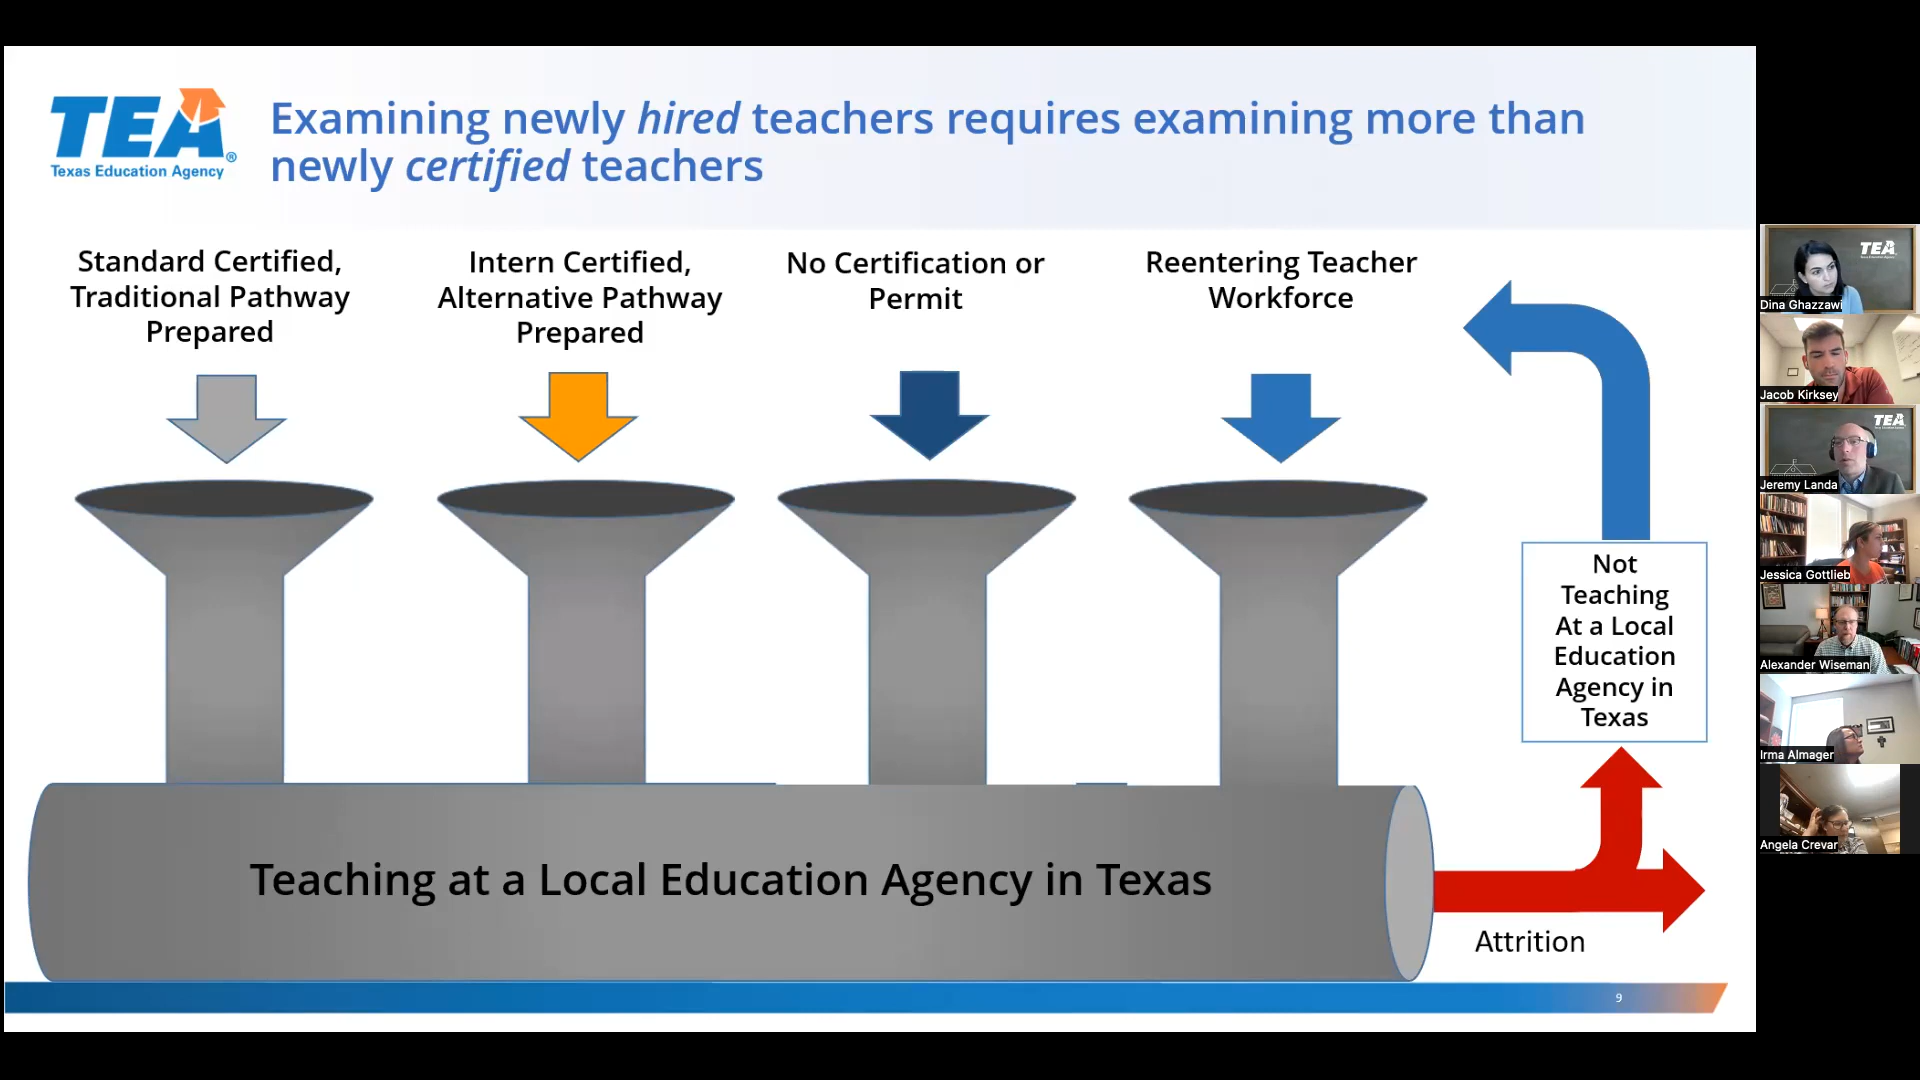 TEA®
Texas Education Agency
Examining newly hired teachers requires examining more than
newly certified teachers
Standard Certified,
Traditional Pathway
Prepared
Intern Certified,
Alternative Pathway
Prepared
No Certification or
Permit
Reentering Teacher
Workforce
Not
Teaching
At a Local
Education
Agency in
Texas
Teaching at a Local Education Agency in Texas
Attrition
9
TEA
Dina Ghazzawi
Jacob Kirksey
TEA
Jeremy Landa
Jessica Gottlieb
Alexander Wiseman
Irma Almager
Angela Crevar